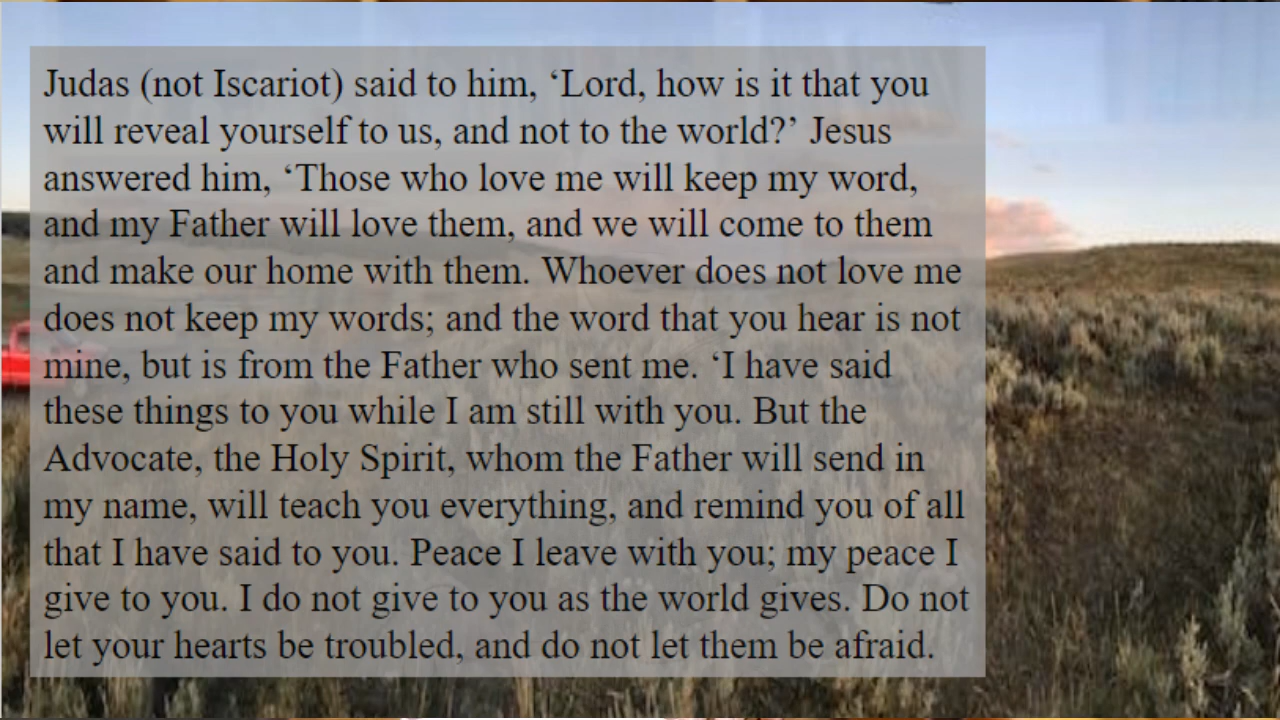 Judas (not Iscariot) said to him, ‘Lord, how is it that you
will reveal yourself to us, and not to the world?’ Jesus
answered him, ‘Those who love me will keep my word,
and my Father will love them, and we will come to them
and make our home with them. Whoever does not love me
does not keep my words; and the word that you hear is not
mine, but is from the Father who sent me. ‘I have said
these things to you while I am still with you. But the
Advocate, the Holy Spirit, whom the Father will send in
my name, will teach you everything, and remind you of all
that I have said to you. Peace I leave with you; my peace I
give to you. I do not give to you as the world gives. Do not
let your hearts be troubled, and do not let them be afraid.